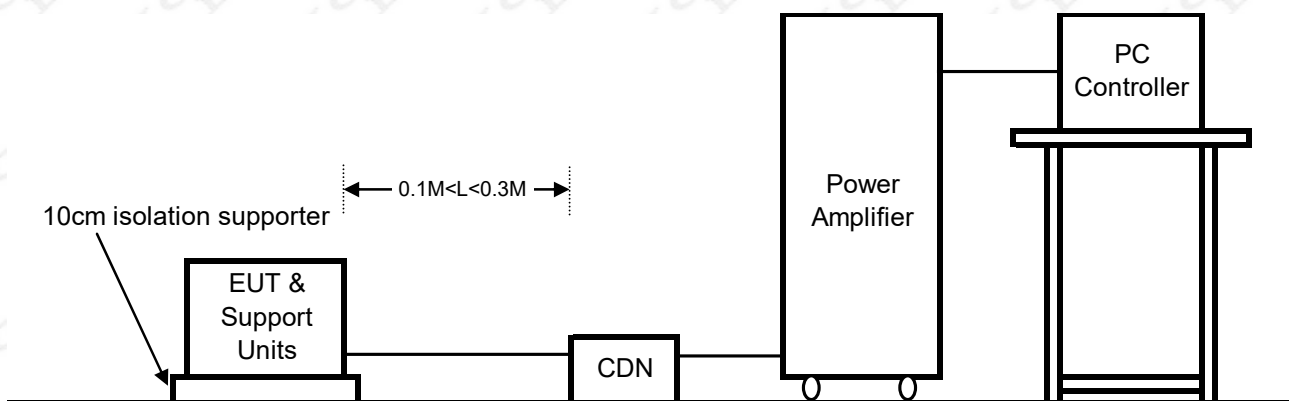 PC
Controller
0.1M<L<0.3M
Power
Amplifier
10cm isolation supporter
EUT &
Support
Units
CDN